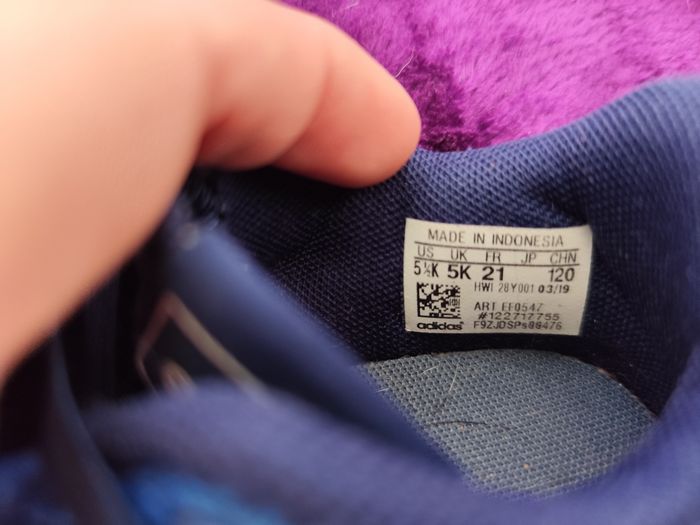 MADE IN INDONESIA
US UK FR JP CHN
5½K 5K 21 120
HWI 28Y001 03/19
ART EF0547
#122717755
adidas F9ZJDSPs88476